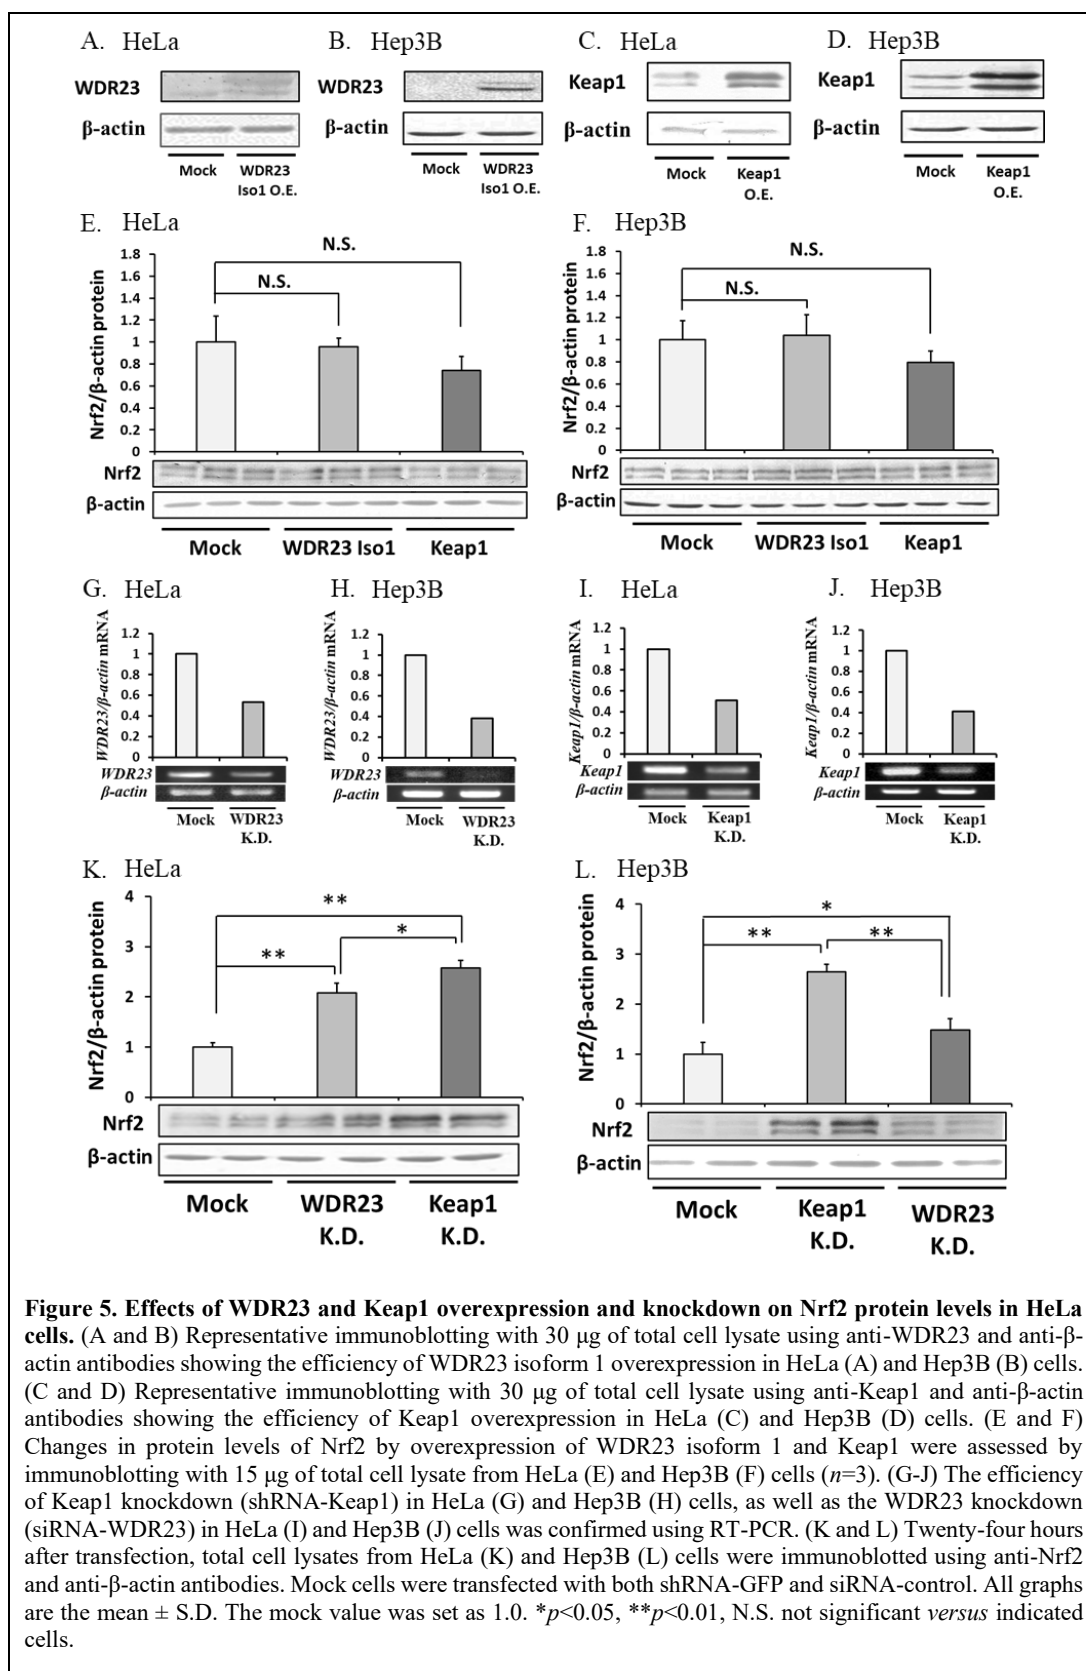 A. HeLa
B. Hep3B
C. HeLa
D. Hep3B
WDR23
β-actin
Mock
WDR23
Iso1 O.E.
WDR23
β-actin
Mock
WDR23
Iso1 O.E.
Keap1
β-actin
Mock
Keap1
O.E.
Keap1
β-actin
Mock
Keap1
O.E.
E. HeLa
Nrf2/β-actin protein
1.8
1.6
1.4
1.2
1
0.8
0.6
0.4
0.2
0
N.S.
N.S.
Nrf2
β-actin
Mock
WDR23 Iso1
Keap1
F. Hep3B
Nrf2/β-actin protein
1.8
1.6
1.4
1.2
1
0.8
0.6
0.4
0.2
0
N.S.
N.S.
Nrf2
β-actin
Mock
WDR23 Iso1
Keap1
G. HeLa
WDR23/β-actin mRNA
1.2
1
0.8
0.6
0.4
0.2
0
WDR23
β-actin
Mock
WDR23
K.D.
H. Hep3B
WDR23/β-actin mRNA
1.2
1
0.8
0.6
0.4
0.2
0
WDR23
β-actin
Mock
WDR23
K.D.
I. HeLa
Keap1/β-actin mRNA
1.2
1
0.8
0.6
0.4
0.2
0
Keap1
β-actin
Mock
Keap1
K.D.
J. Hep3B
Keap1/β-actin mRNA
1.2
1
0.8
0.6
0.4
0.2
0
Keap1
β-actin
Mock
Keap1
K.D.
K. HeLa
Nrf2/β-actin protein
4
3
2
1
0
**
**
*
Nrf2
β-actin
Mock
WDR23
K.D.
Keap1
K.D.
L. Hep3B
Nrf2/β-actin protein
4
3
2
1
0
*
**
**
Nrf2
β-actin
Mock
Keap1
K.D.
WDR23
K.D.
Figure 5. Effects of WDR23 and Keap1 overexpression and knockdown on Nrf2 protein levels in HeLa
cells. (A and B) Representative immunoblotting with 30 μg of total cell lysate using anti-WDR23 and anti-β-
actin antibodies showing the efficiency of WDR23 isoform 1 overexpression in HeLa (A) and Hep3B (B) cells.
(C and D) Representative immunoblotting with 30 μg of total cell lysate using anti-Keap1 and anti-β-actin
antibodies showing the efficiency of Keap1 overexpression in HeLa (C) and Hep3B (D) cells. (E and F)
Changes in protein levels of Nrf2 by overexpression of WDR23 isoform 1 and Keap1 were assessed by
immunoblotting with 15 μg of total cell lysate from HeLa (E) and Hep3B (F) cells (n=3). (G-J) The efficiency
of Keap1 knockdown (shRNA-Keap1) in HeLa (G) and Hep3B (H) cells, as well as the WDR23 knockdown
(siRNA-WDR23) in HeLa (I) and Hep3B (J) cells was confirmed using RT-PCR. (K and L) Twenty-four hours
after transfection, total cell lysates from HeLa (K) and Hep3B (L) cells were immunoblotted using anti-Nrf2
and anti-β-actin antibodies. Mock cells were transfected with both shRNA-GFP and siRNA-control. All graphs
are the mean ± S.D. The mock value was set as 1.0. *p<0.05, **p<0.01, N.S. not significant versus indicated
cells.